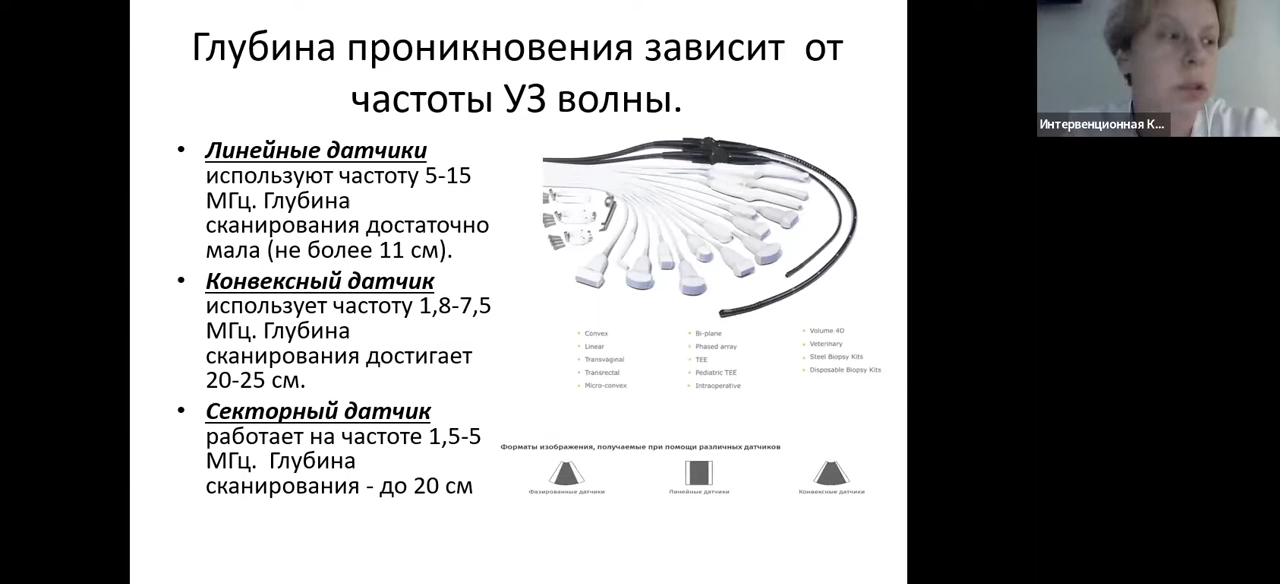 Глубина проникновения зависит от
частоты УЗ волны.
• Линейные датчики
используют частоту 5-15
МГц. Глубина
сканирования достаточно
мала (не более 11 см).
• Конвексный датчик
использует частоту 1,8-7,5
МГц. Глубина
сканирования достигает
20-25 см.
• Секторный датчик
работает на частоте 1,5-5
МГц. Глубина
сканирования - до 20 см
Convex
Linear
Transvaginal
Transrectal
Micro-convex
Bi-plane
Phased array
TEE
Pediatric TEE
Intraoperative
Volume 4D
Veterinary
Steel Biopsy Kits
Disposable Biopsy Kits
Форматы изображения, получаемые при помощи различных датчиков
Фазированные датчики
Линейные датчики
Конвексные датчики
Интервенционная К...